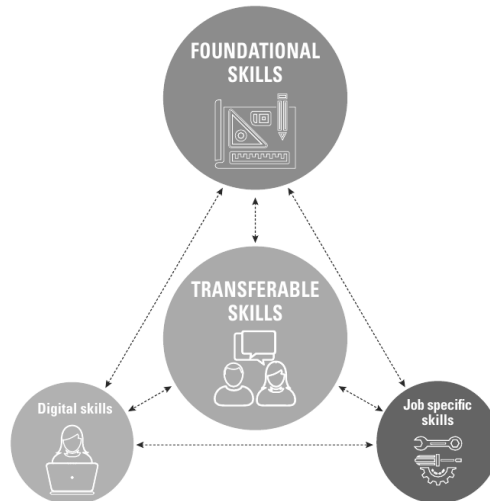 FOUNDATIONAL
SKILLS
TRANSFERABLE
SKILLS
Digital skills
Job specific
skills